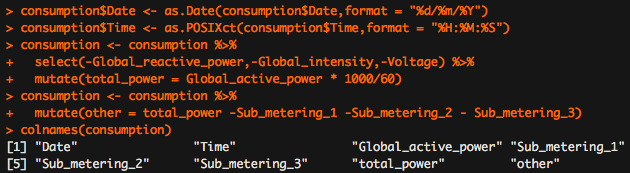 > consumption$Date <- as.Date(consumption$Date,format = "%d/%m/%Y")
> consumption$Time <- as.POSIXct(consumption$Time,format = "%H:%M:%S")
> consumption <- consumption %>%
+   select(-Global_reactive_power,-Global_intensity,-Voltage) %>%
+   mutate(total_power = Global_active_power * 1000/60)
> consumption <- consumption %>%
+   mutate(other = total_power -Sub_metering_1 -Sub_metering_2 - Sub_metering_3)
> colnames(consumption)
[1] "Date"                "Time"                "Global_active_power" "Sub_metering_1"
[5] "Sub_metering_2"      "Sub_metering_3"      "total_power"         "other"